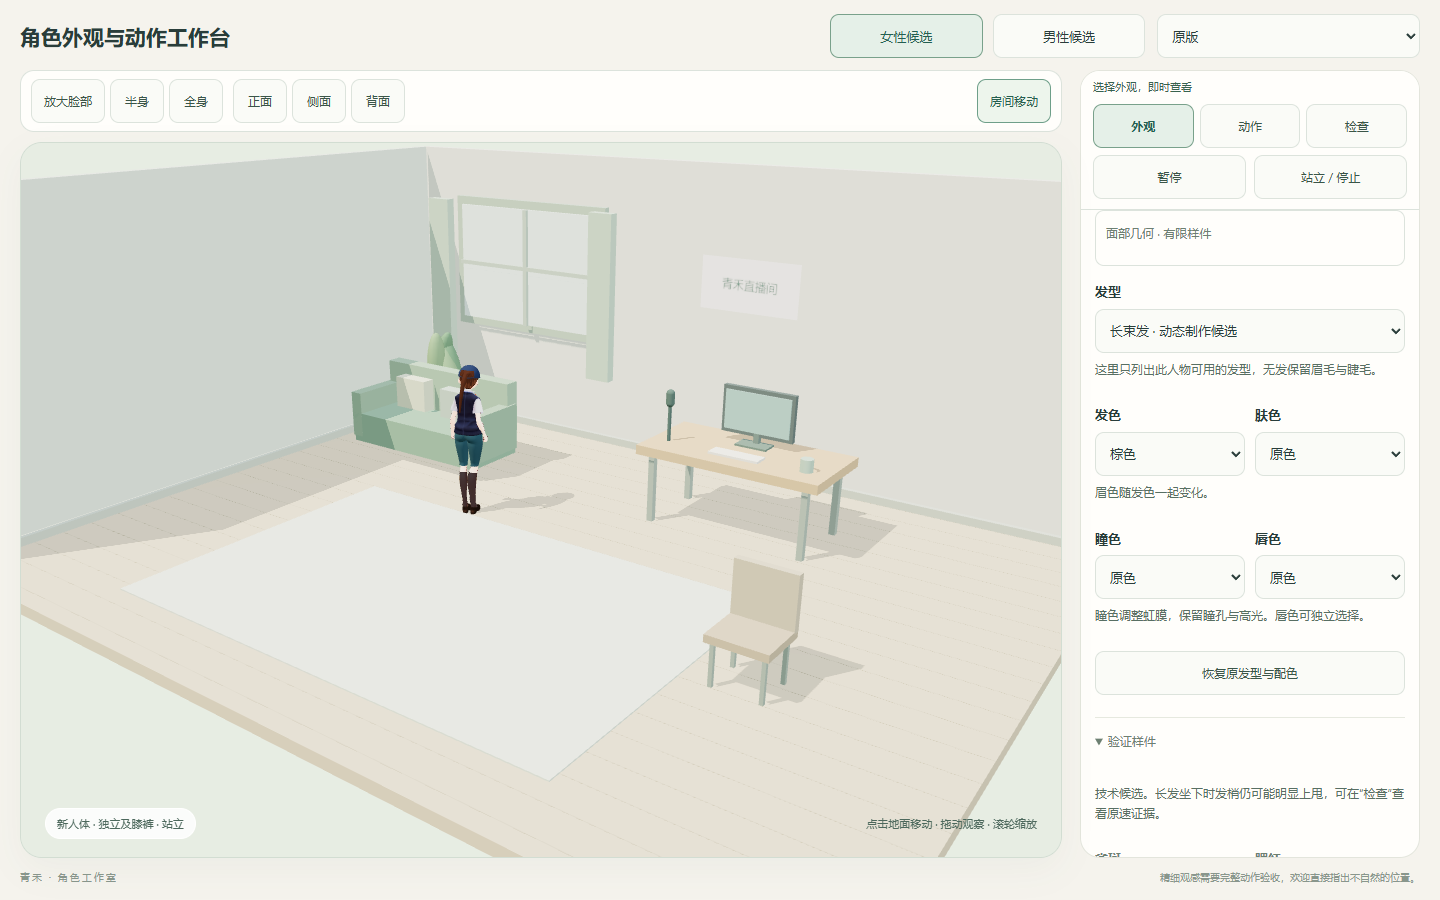 角色外观与动作工作台
女性候选
男性候选
原版
放大脸部
半身
全身
正面
侧面
背面
房间移动
青禾直播间
新人体 · 独立及膝裤 · 站立
点击地面移动 · 拖动观察 · 滚轮缩放
选择外观，即时查看
外观
动作
检查
暂停
站立 / 停止
面部几何 · 有限样件
发型
长束发 · 动态制作候选
这里只列出此人物可用的发型，无发保留眉毛与睫毛。
发色
肤色
棕色
原色
眉色随发色一起变化。
瞳色
唇色
原色
原色
瞳色调整虹膜，保留瞳孔与高光。唇色可独立选择。
恢复原发型与配色
▼ 验证样件
技术候选。长发坐下时发梢仍可能明显上甩，可在“检查”查
看原速证据。
青禾 · 角色工作室
精细观感需要完整动作验收，欢迎直接指出不自然的位置。